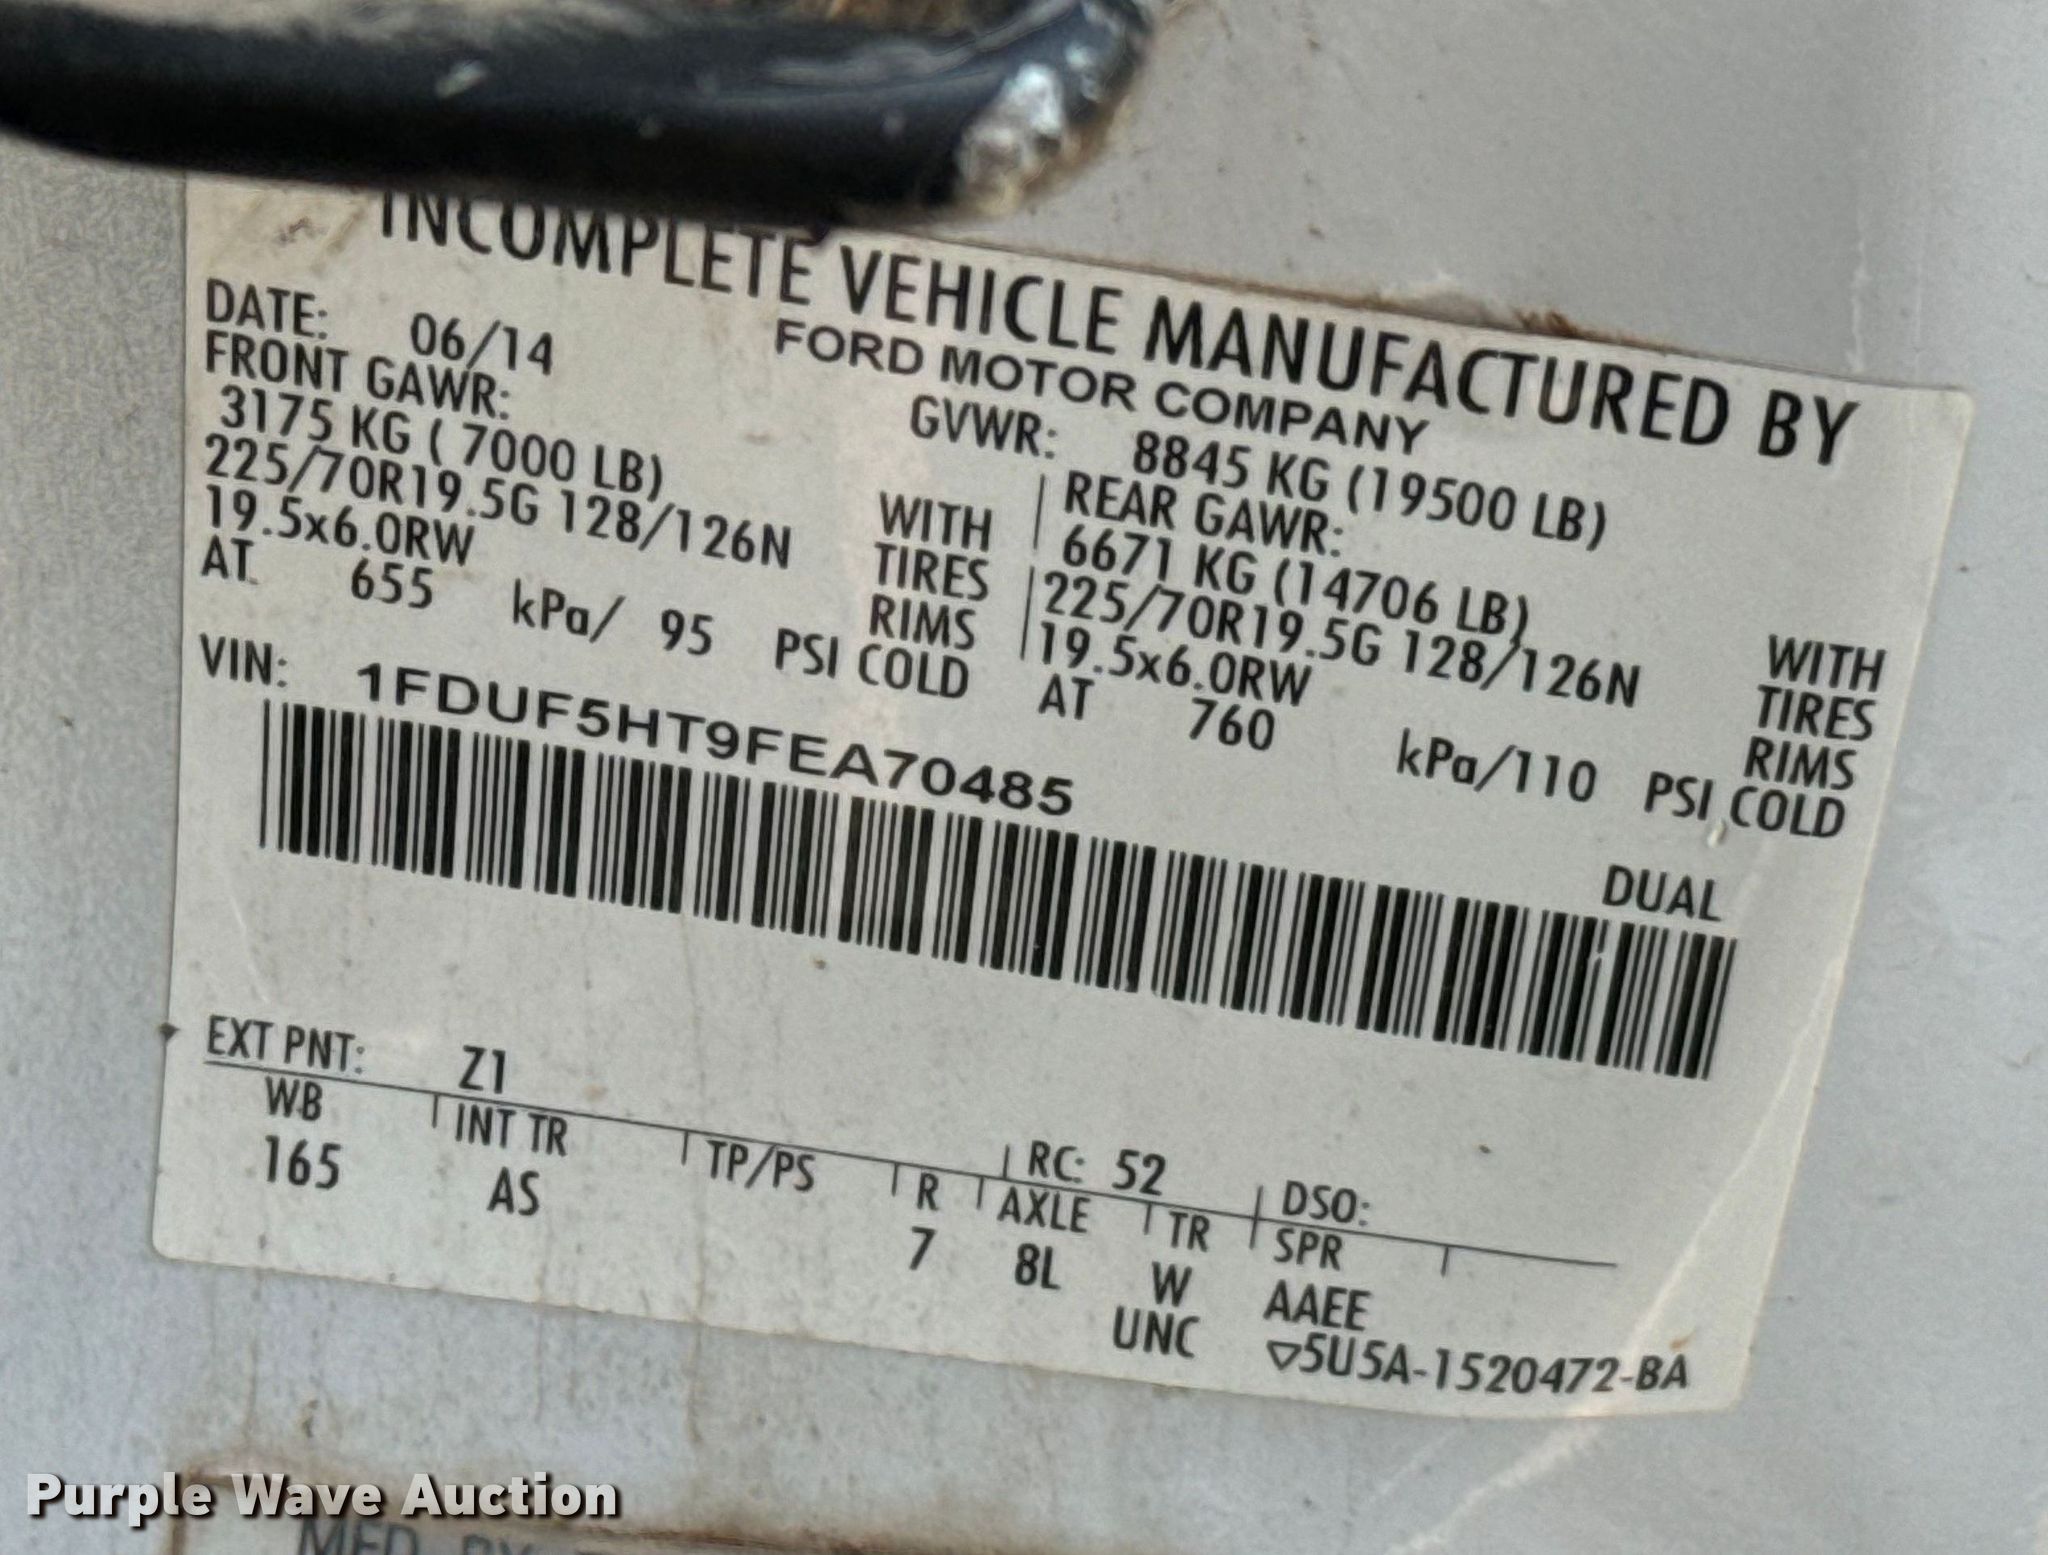 INCOMPLETE VEHICLE MANUFACTURED BY
FORD MOTOR COMPANY
DATE: 06/14 GVWR: 8845 KG (19500 LB)
FRONT GAWR: REAR GAWR:
3175 KG ( 7000 LB) WITH 6671 KG (14706 LB) WITH
225/70R19.5G 128/126N TIRES 225/70R19.5G 128/126N TIRES
19.5x6.0RW RIMS 19.5x6.0RW RIMS
AT 655 kPa/ 95 PSI COLD AT 760 kPa/110 PSI COLD
VIN: 1FDUF5HT9FEA70485 DUAL
EXT PNT: Z1 RC: 52 DSO:
WB INT TR TP/PS R AXLE TR SPR
165 AS 7 8L W AAEE
UNC ▽5U5A-1520472-BA
Purple Wave Auction
MFD BY